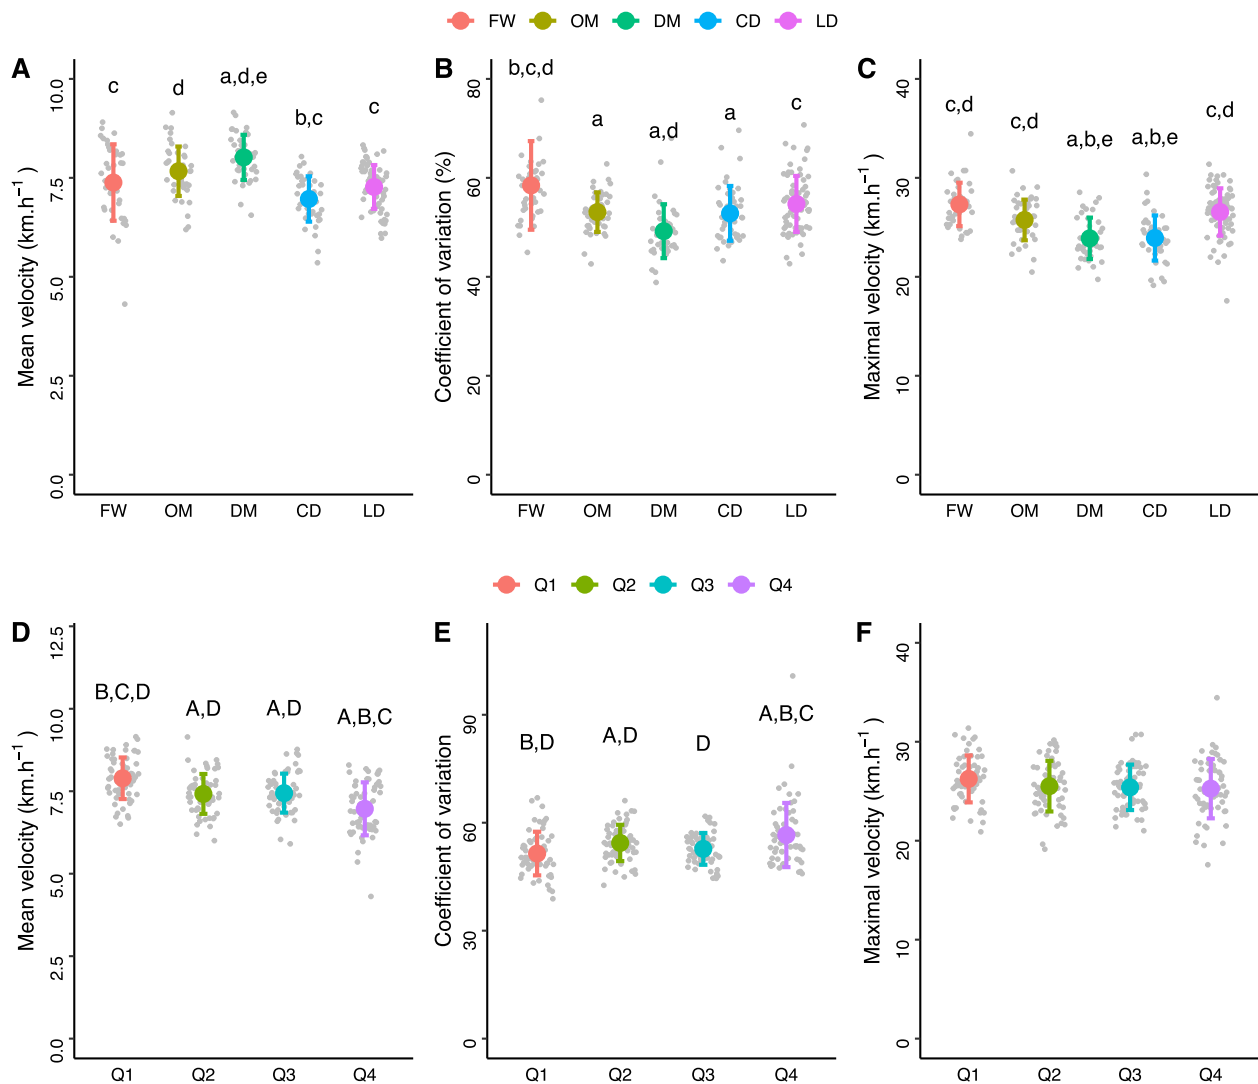 FW OM DM CD LD
A
Mean velocity (km.h⁻¹ )
10.0
7.5
5.0
2.5
0.0
c d a,d,e b,c c
FW OM DM CD LD
B
Coefficient of variation (%)
80
60
40
20
0
b,c,d a a,d a c
FW OM DM CD LD
C
Maximal velocity (km.h⁻¹ )
40
30
20
10
0
c,d c,d a,b,e a,b,e c,d
FW OM DM CD LD
Q1 Q2 Q3 Q4
D
Mean velocity (km.h⁻¹ )
12.5
10.0
7.5
5.0
2.5
0.0
B,C,D A,D A,D A,B,C
Q1 Q2 Q3 Q4
E
Coefficient of variation
90
60
30
0
B,D A,D D A,B,C
Q1 Q2 Q3 Q4
F
Maximal velocity (km.h⁻¹ )
40
30
20
10
0
Q1 Q2 Q3 Q4